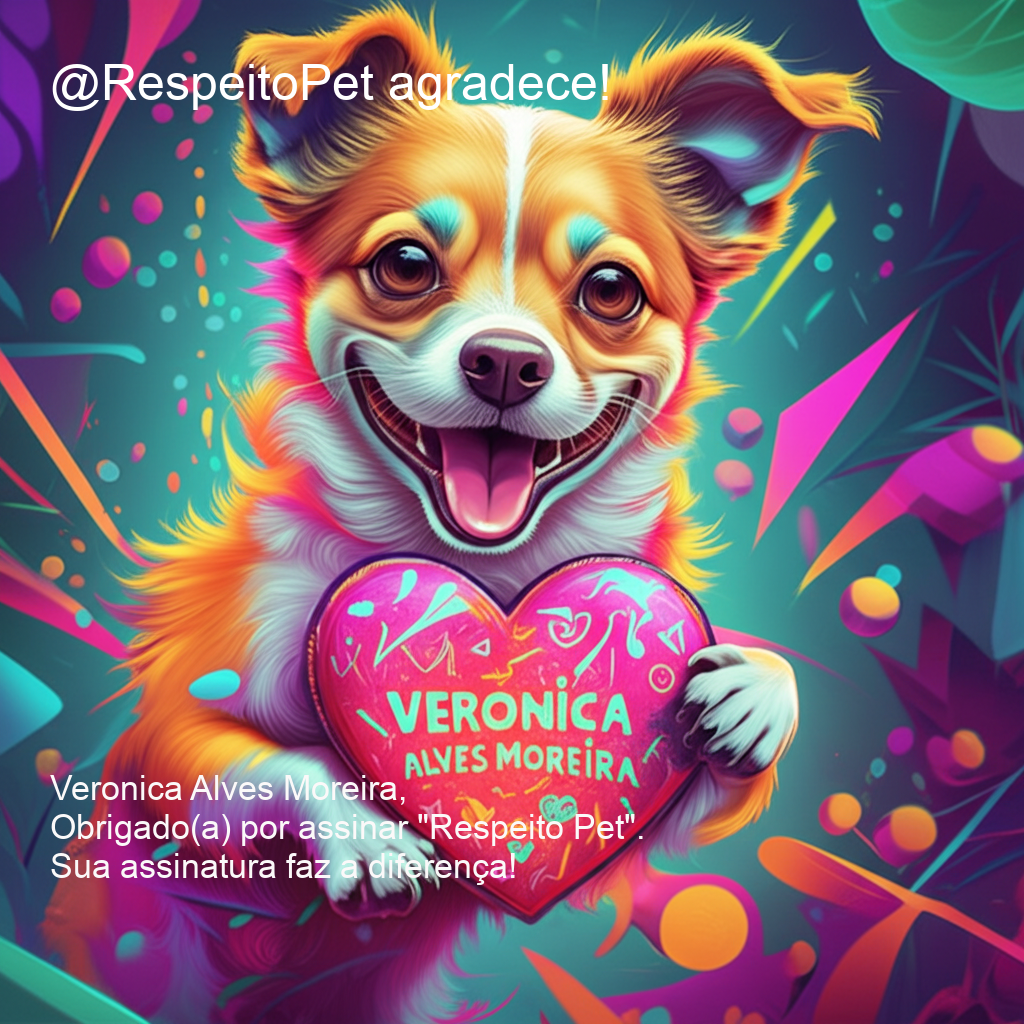 @RespeitoPet agradece!
VERONICA
ALVES MOREIRA
Veronica Alves Moreira,
Obrigado(a) por assinar "Respeito Pet".
Sua assinatura faz a diferença!